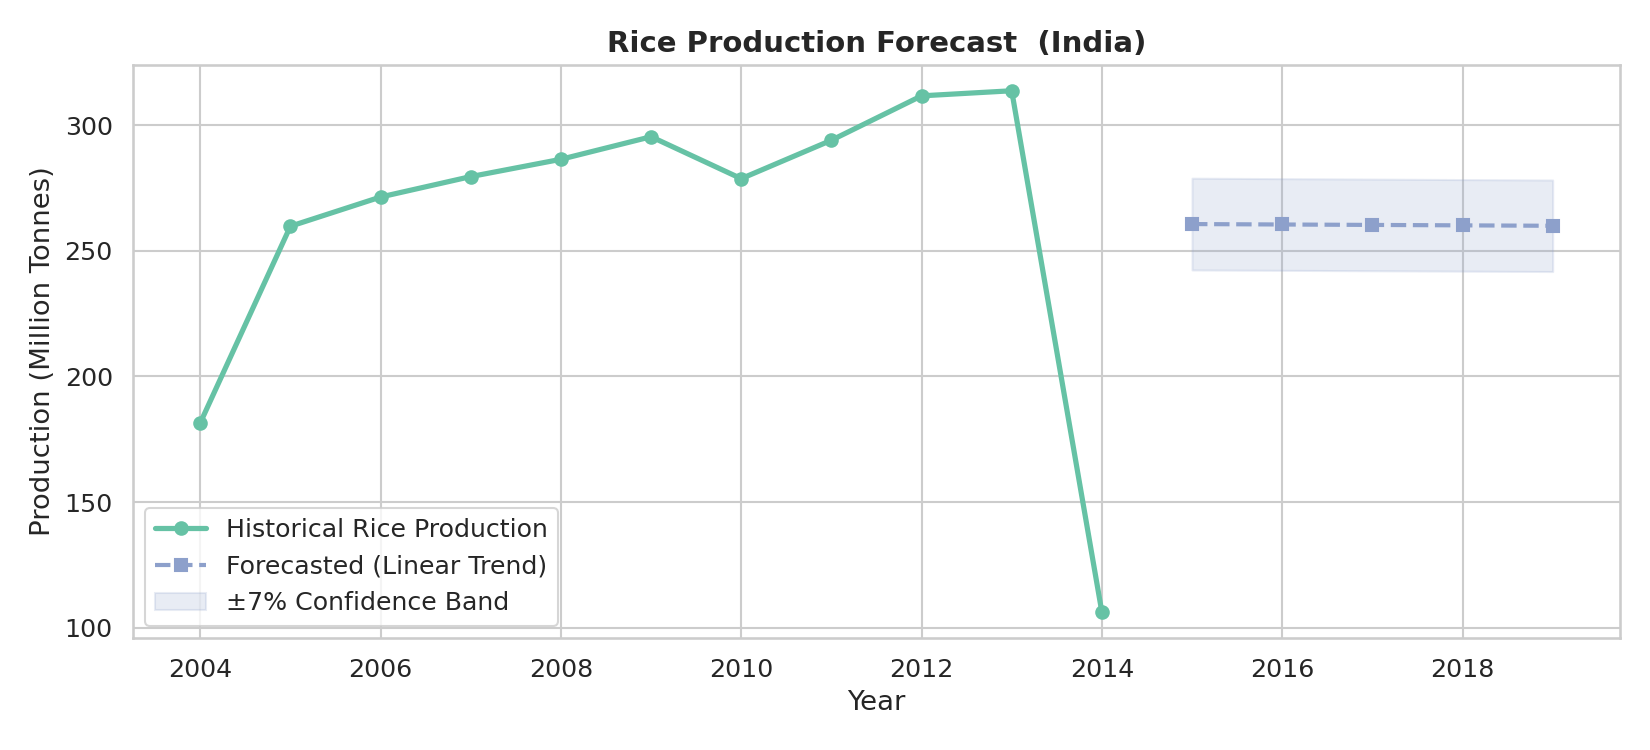 Rice Production Forecast  (India)
Production (Million Tonnes)
300
250
200
150
100
Historical Rice Production
Forecasted (Linear Trend)
±7% Confidence Band
2004 2006 2008 2010 2012 2014 2016 2018
Year